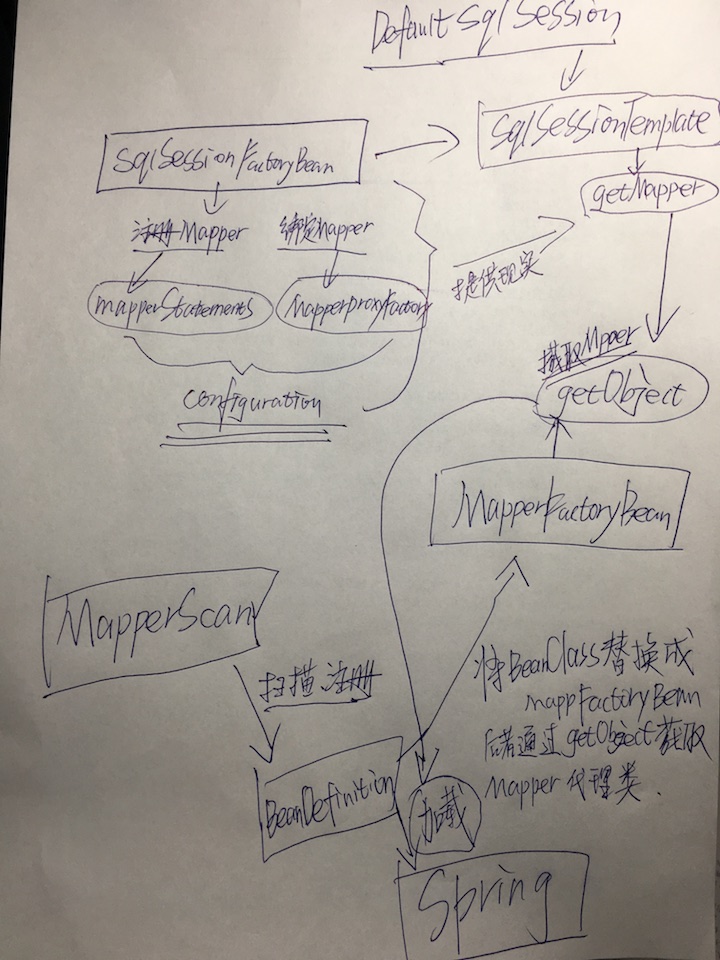 DefaultSqlSession
SqlSessionTemplate
SqlSessionFactoryBean
getMapper
注册Mapper
绑定Mapper
提供现实
mapperStatements
MapperproxyFactory
获取Mpper
getObject
configuration
MapperFactoryBean
MapperScan
扫描注册
将BeanClass替换成
mappFactoryBean
后者通过getObject获取
Mapper代理类.
BeanDefinition
加载
Spring